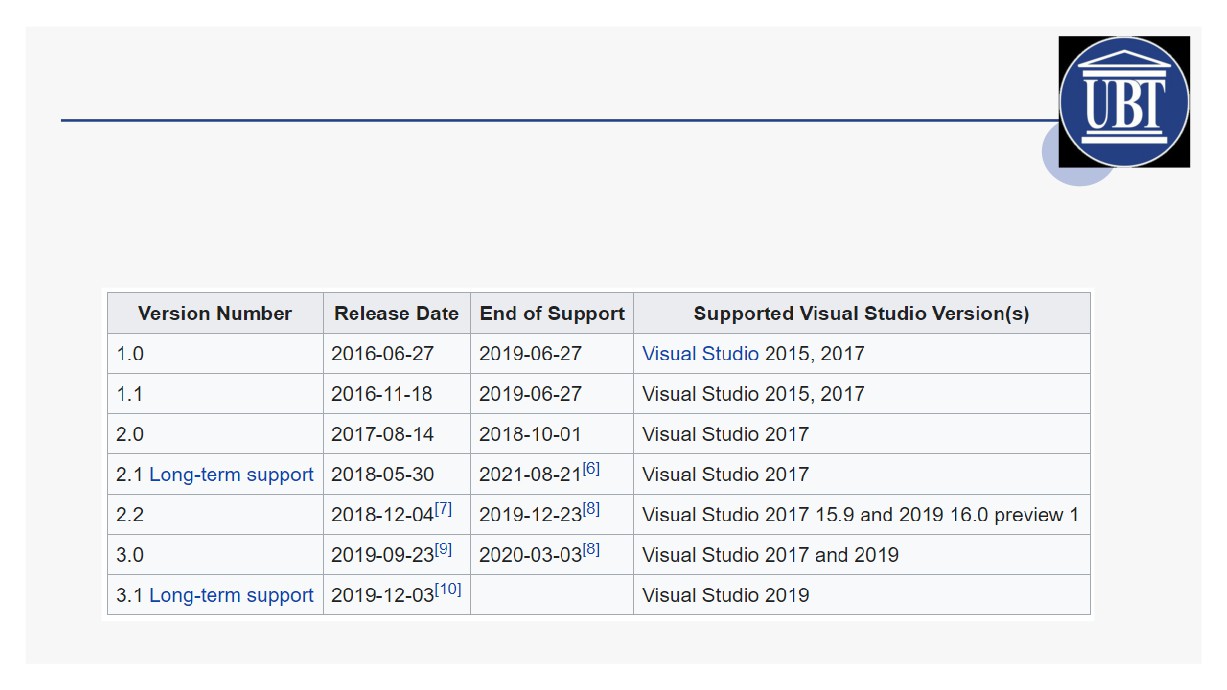 UBT
Version Number Release Date End of Support Supported Visual Studio Version(s)
1.0 2016-06-27 2019-06-27 Visual Studio 2015, 2017
1.1 2016-11-18 2019-06-27 Visual Studio 2015, 2017
2.0 2017-08-14 2018-10-01 Visual Studio 2017
2.1 Long-term support 2018-05-30 2021-08-21[6] Visual Studio 2017
2.2 2018-12-04[7] 2019-12-23[8] Visual Studio 2017 15.9 and 2019 16.0 preview 1
3.0 2019-09-23[9] 2020-03-03[8] Visual Studio 2017 and 2019
3.1 Long-term support 2019-12-03[10] Visual Studio 2019